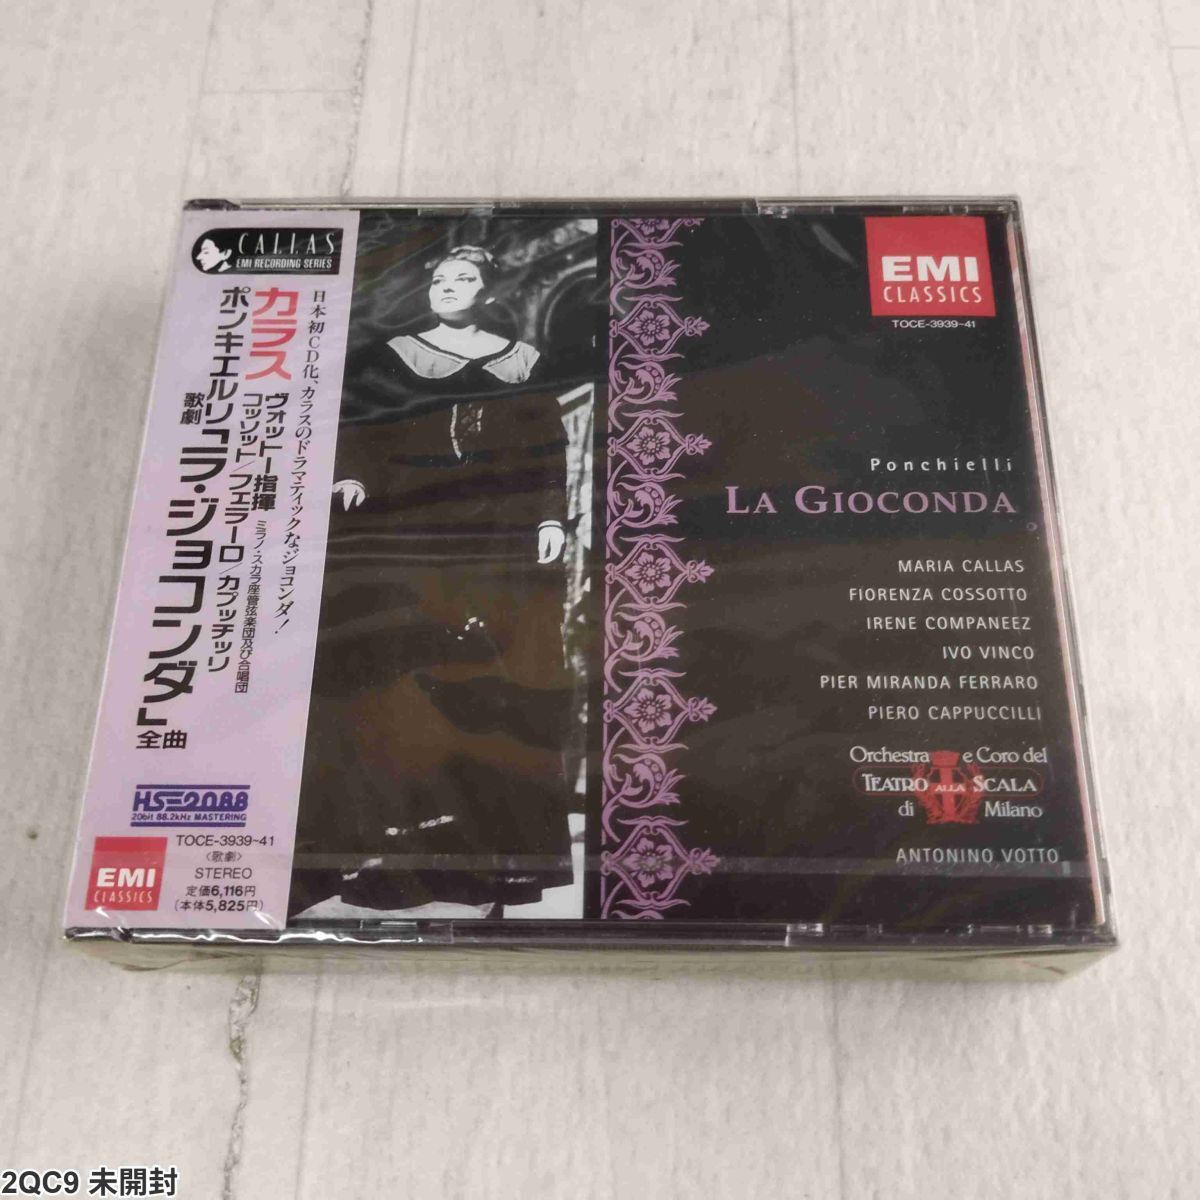 CALLAS
EMI RECORDING SERIES
日本初CD化、カラスのドラマティックなジョコンダ!
カラス
ヴォットー指揮
ミラノ・スカラ座管弦楽団及び合唱団
コッソット/フェラーロ/カプッチッリ
ポンキエルリ
歌劇
「ラ・ジョコンダ」全曲
HS-2088
20bit 88.2kHz MASTERING
TOCE-3939~41
〈歌劇〉
STEREO
定価6,116円
(本体5,825円)
EMI
CLASSICS
EMI
CLASSICS
TOCE-3939~41
Ponchielli
LA GIOCONDA
MARIA CALLAS
FIORENZA COSSOTTO
IRENE COMPANEEZ
IVO VINCO
PIER MIRANDA FERRARO
PIERO CAPPUCCILLI
Orchestra e Coro del
TEATRO ALLA SCALA
di Milano
ANTONINO VOTTO
2QC9 未開封